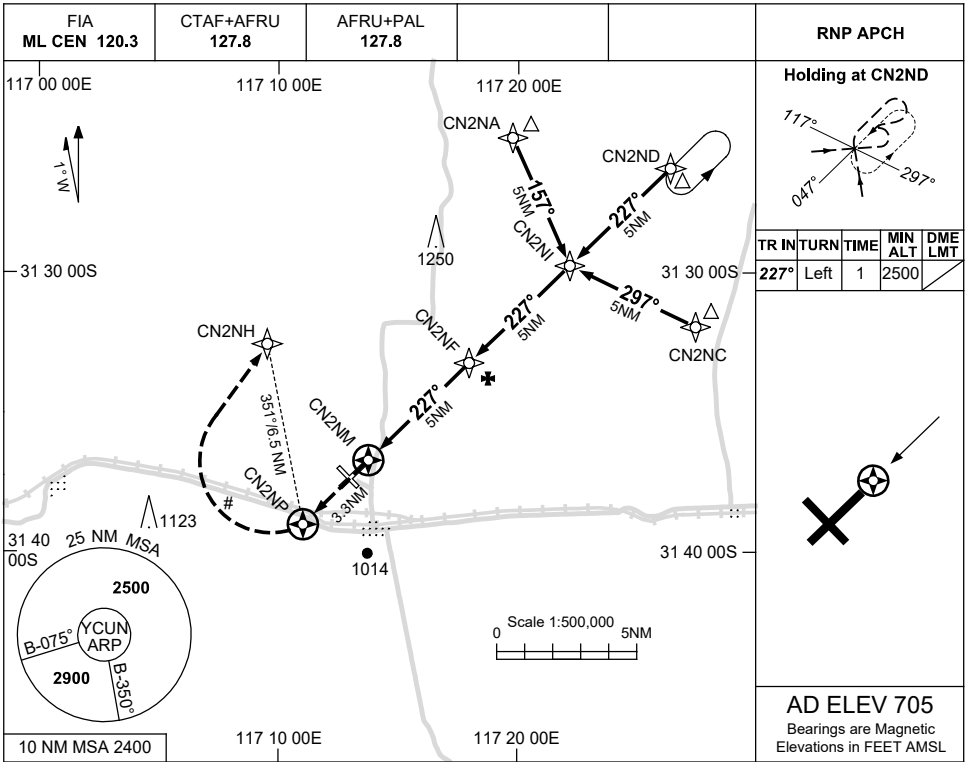 FIA
ML CEN 120.3
CTAF+AFRU
127.8
AFRU+PAL
127.8
RNP APCH
117 00 00E
117 10 00E
117 20 00E
1° W
CN2NA
CN2ND
157°
5NM
227°
5NM
CN2NI
1250
31 30 00S
31 30 00S
297°
5NM
CN2NC
227°
5NM
CN2NF
CN2NH
351°/6.5 NM
227°
5NM
CN2NM
3.3NM
CN2NP
#
1123
1014
31 40
00S
31 40 00S
25 NM MSA
2500
YCUN
ARP
B-075°
2900
B-350°
10 NM MSA 2400
Scale 1:500,000
0 5NM
117 10 00E
117 20 00E
Holding at CN2ND
117°
297°
047°
TR IN TURN TIME MIN ALT DME LMT
227° Left 1 2500
AD ELEV 705
Bearings are Magnetic
Elevations in FEET AMSL